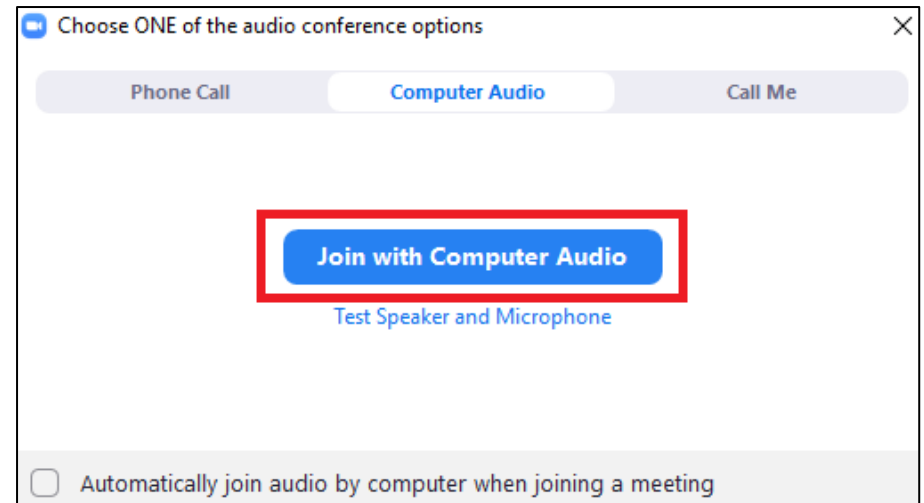 Choose ONE of the audio conference options
Phone Call Computer Audio Call Me
Join with Computer Audio
Test Speaker and Microphone
Automatically join audio by computer when joining a meeting